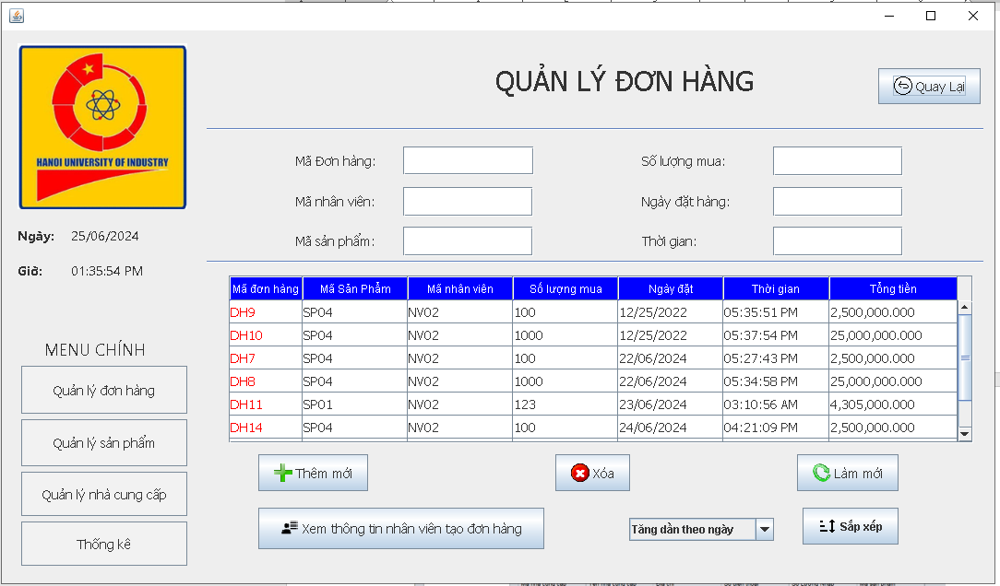 QUẢN LÝ ĐƠN HÀNG
Quay Lại
HANOI UNIVERSITY OF INDUSTRY
Ngày: 25/06/2024
Giờ: 01:35:54 PM
MENU CHÍNH
Quản lý đơn hàng
Quản lý sản phẩm
Quản lý nhà cung cấp
Thống kê
Mã Đơn hàng:
Số lượng mua:
Mã nhân viên:
Ngày đặt hàng:
Mã sản phẩm:
Thời gian:
Mã đơn hàng Mã Sản Phẩm Mã nhân viên Số lượng mua Ngày đặt Thời gian Tổng tiền
DH9 SP04 NV02 100 12/25/2022 05:35:51 PM 2,500,000.000
DH10 SP04 NV02 1000 12/25/2022 05:37:54 PM 25,000,000.000
DH7 SP04 NV02 100 22/06/2024 05:27:43 PM 2,500,000.000
DH8 SP04 NV02 1000 22/06/2024 05:34:58 PM 25,000,000.000
DH11 SP01 NV02 123 23/06/2024 03:10:56 AM 4,305,000.000
DH14 SP04 NV02 100 24/06/2024 04:21:09 PM 2,500,000.000
Thêm mới
Xóa
Làm mới
Xem thông tin nhân viên tạo đơn hàng
Tăng dần theo ngày
Sắp xếp